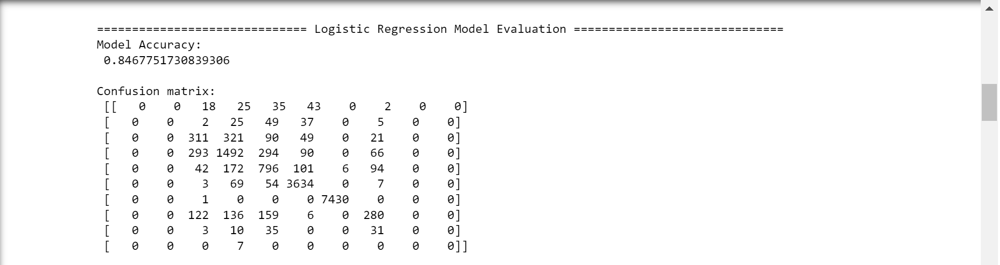 ============================== Logistic Regression Model Evaluation ==============================
Model Accuracy:
 0.8467751730839306
Confusion matrix:
 [[   0    0   18   25   35   43    0    2    0    0]
 [   0    0    2   25   49   37    0    5    0    0]
 [   0    0  311  321   90   49    0   21    0    0]
 [   0    0  293 1492  294   90    0   66    0    0]
 [   0    0   42  172  796  101    6   94    0    0]
 [   0    0    3   69   54 3634    0    7    0    0]
 [   0    0    1    0    0    0 7430    0    0    0]
 [   0    0  122  136  159    6    0  280    0    0]
 [   0    0    3   10   35    0    0   31    0    0]
 [   0    0    0    7    0    0    0    0    0    0]]